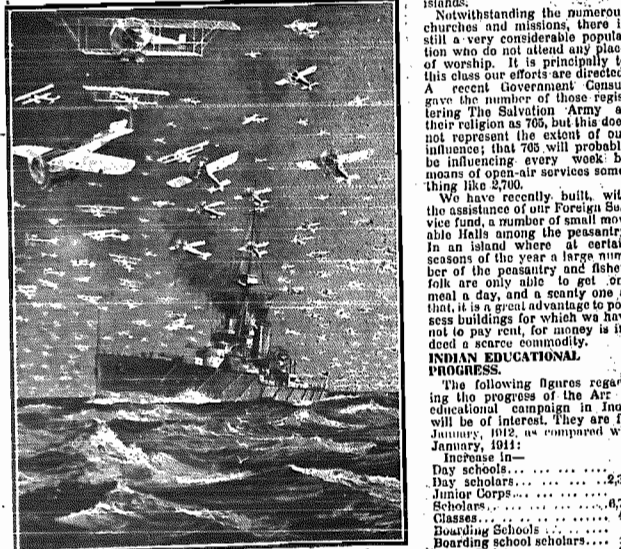 islands.
Notwithstanding the numerou
churches and missions, there i
still a very considerable popula
tion who do not attend any plac
of worship. It is principally t
this class our efforts are directed
A recent Government Censu
gave the number of those regis
tering The Salvation Army a
their religion as 765, but this doe
not represent the extent of ou
influence; that 765 will probabl
be influencing every week b
means of open-air services some
thing like 2,700.
We have recently built, wit
the assistance of our Foreign Se
vice fund, a number of small mov
able Halls among the peasantr
In an island where at certai
seasons of the year a large num
ber of the peasantry and fishe
folk are only able to get on
meal a day, and a scanty one
that, it is a great advantage to po
sess buildings for which we hav
not to pay rent, for money is i
deed a scarce commodity.
INDIAN EDUCATIONAL
PROGRESS.
The following figures regar
ing the progress of the Arr
educational campaign in Ind
will be of interest. They are f
January, 1912, as compared w
January, 1911:
Increase in—
Day schools... ... ... ... ....
Day scholars... ... ... ... ..2,3
Junior Corps... ... ... ... ...
Scholars... ... ... ... ... ..6,7
Classes... ... ... ... ... ...
Boarding Schools ... ... ....
Boarding school scholars....